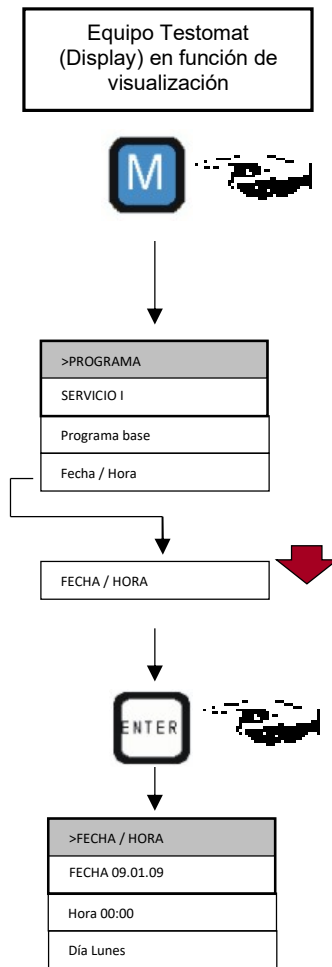 Equipo Testomat
(Display) en función de
visualización
M
>PROGRAMA
SERVICIO I
Programa base
Fecha / Hora
FECHA / HORA
ENTER
>FECHA / HORA
FECHA 09.01.09
Hora 00:00
Día Lunes